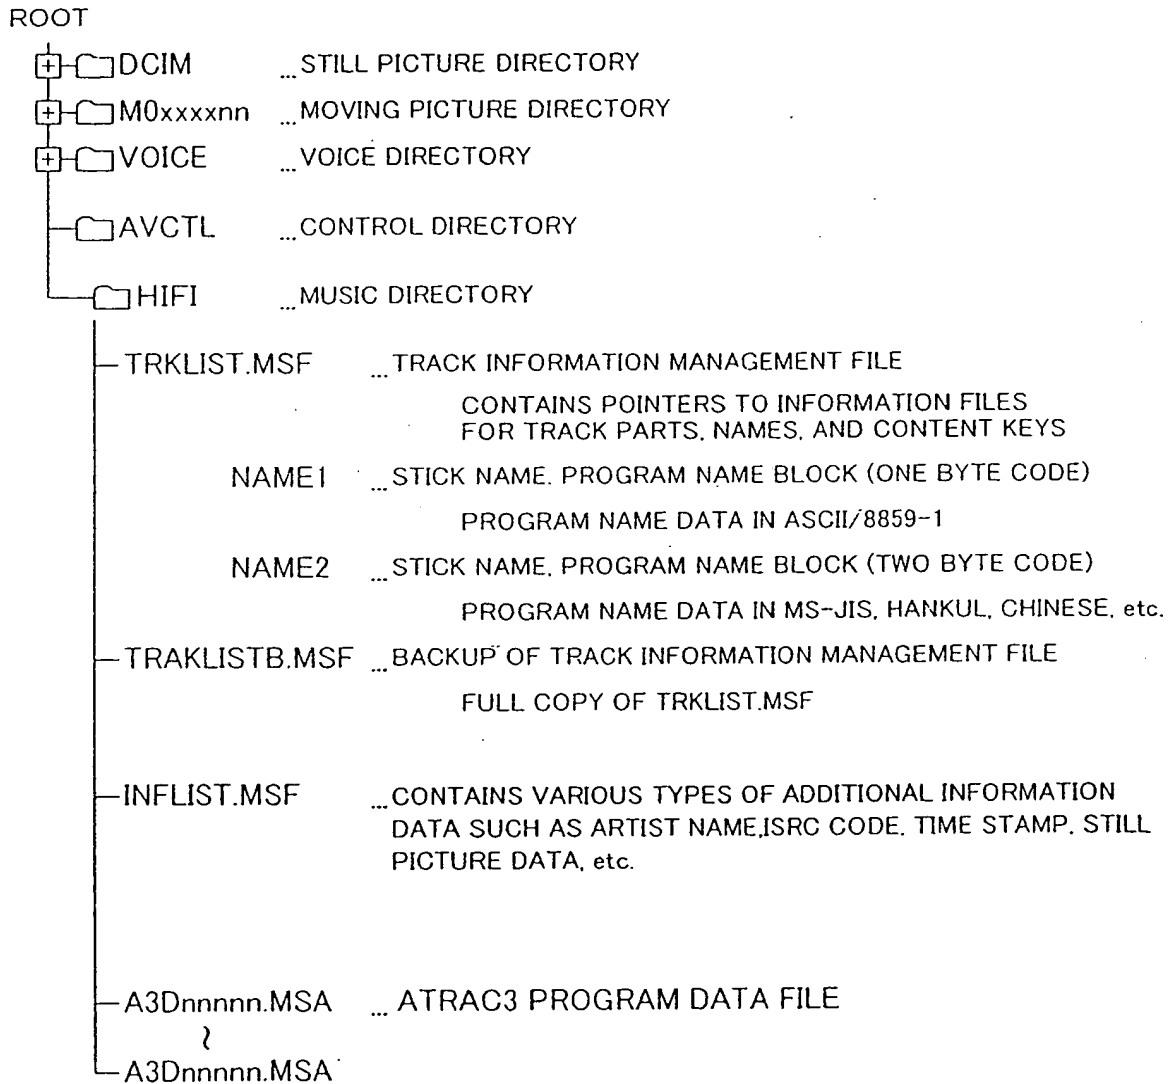 ROOT
DCIM ...STILL PICTURE DIRECTORY
M0xxxxnn ...MOVING PICTURE DIRECTORY
VOICE ...VOICE DIRECTORY
AVCTL ...CONTROL DIRECTORY
HIFI ...MUSIC DIRECTORY
TRKLIST.MSF ...TRACK INFORMATION MANAGEMENT FILE
CONTAINS POINTERS TO INFORMATION FILES
FOR TRACK PARTS, NAMES, AND CONTENT KEYS
NAME1 ...STICK NAME. PROGRAM NAME BLOCK (ONE BYTE CODE)
PROGRAM NAME DATA IN ASCII/8859-1
NAME2 ...STICK NAME, PROGRAM NAME BLOCK (TWO BYTE CODE)
PROGRAM NAME DATA IN MS-JIS, HANKUL, CHINESE, etc.
TRAKLISTB.MSF ...BACKUP OF TRACK INFORMATION MANAGEMENT FILE
FULL COPY OF TRKLIST.MSF
INFLIST.MSF ...CONTAINS VARIOUS TYPES OF ADDITIONAL INFORMATION
DATA SUCH AS ARTIST NAME,ISRC CODE. TIME STAMP, STILL
PICTURE DATA, etc.
A3Dnnnnn.MSA ... ATRAC3 PROGRAM DATA FILE
~
A3Dnnnnn.MSA